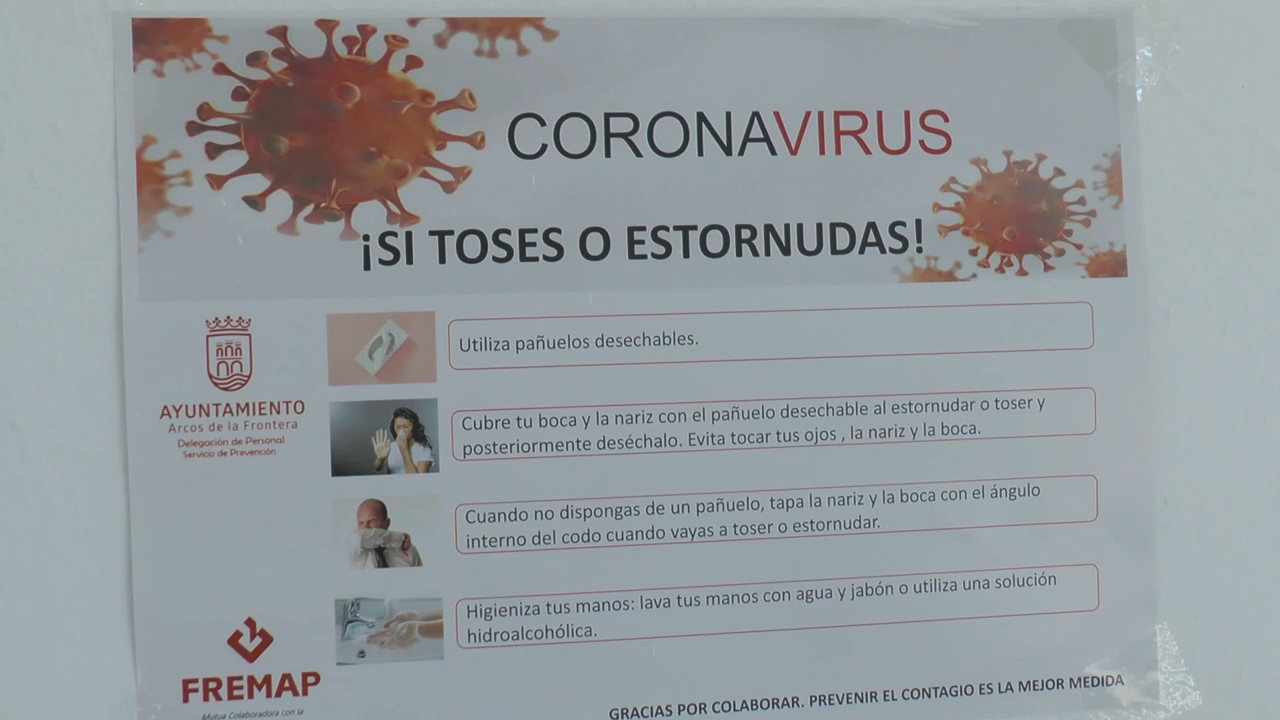 CORONAVIRUS
¡SI TOSES O ESTORNUDAS!
AYUNTAMIENTO
Arcos de la Frontera
Delegación de Personal
Servicio de Prevención
Utiliza pañuelos desechables.
Cubre tu boca y la nariz con el pañuelo desechable al estornudar o toser y
posteriormente deséchalo. Evita tocar tus ojos , la nariz y la boca.
Cuando no dispongas de un pañuelo, tapa la nariz y la boca con el ángulo
interno del codo cuando vayas a toser o estornudar.
Higieniza tus manos: lava tus manos con agua y jabón o utiliza una solución
hidroalcohólica.
FREMAP
Mutua Colaboradora con la
GRACIAS POR COLABORAR. PREVENIR EL CONTAGIO ES LA MEJOR MEDIDA